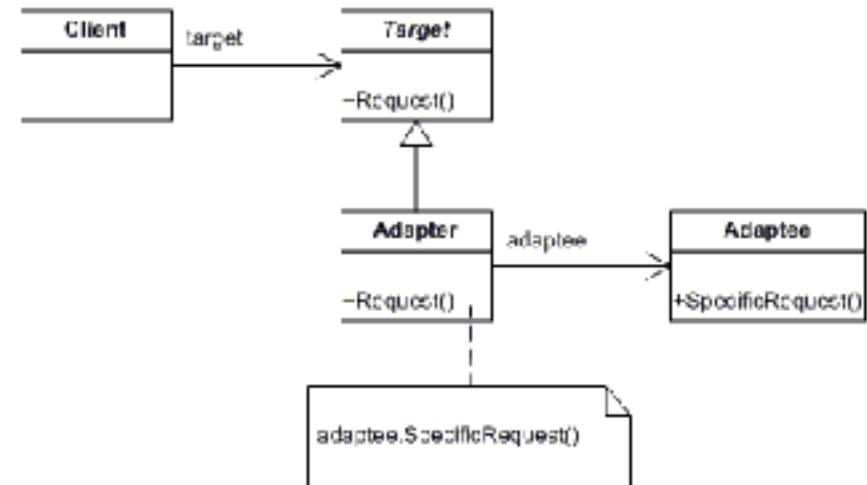 Client
target
Target
-Request()
Adapter
adaptee
Adaptee
-Request()
+SpecificRequest()
adaptee.SpecificRequest()